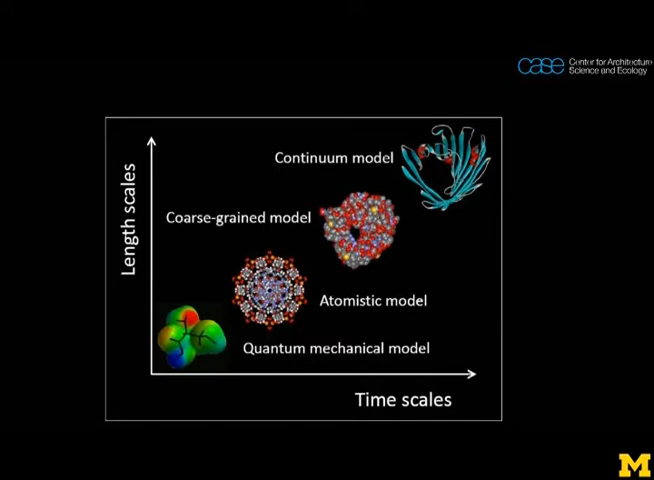 CASE Center for Architecture
Science and Ecology
Continuum model
Coarse-grained model
Atomistic model
Quantum mechanical model
Length scales
Time scales
M